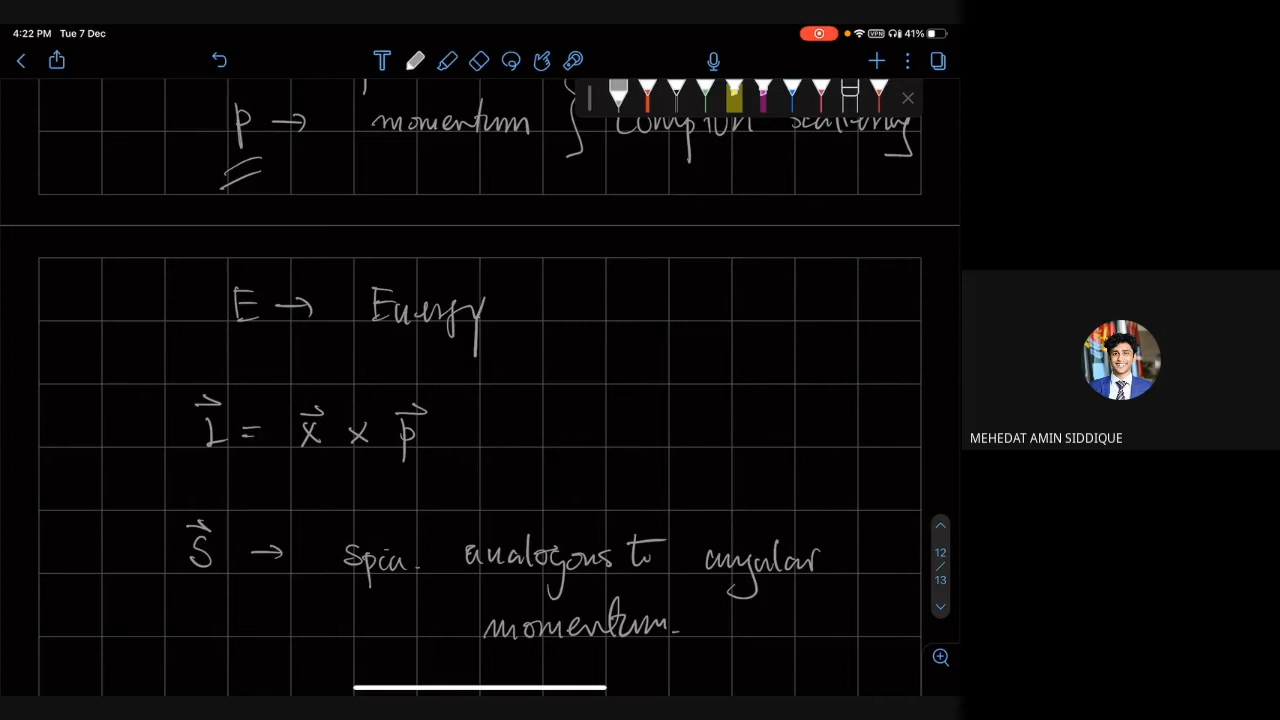 4:22 PM Tue 7 Dec
VPN 41%
p → momentum } compton scattering
E → Energy
L⃗ = x⃗ × p⃗
S⃗ → spin. analogous to angular
momentum.
12
/
13
MEHEDAT AMIN SIDDIQUE